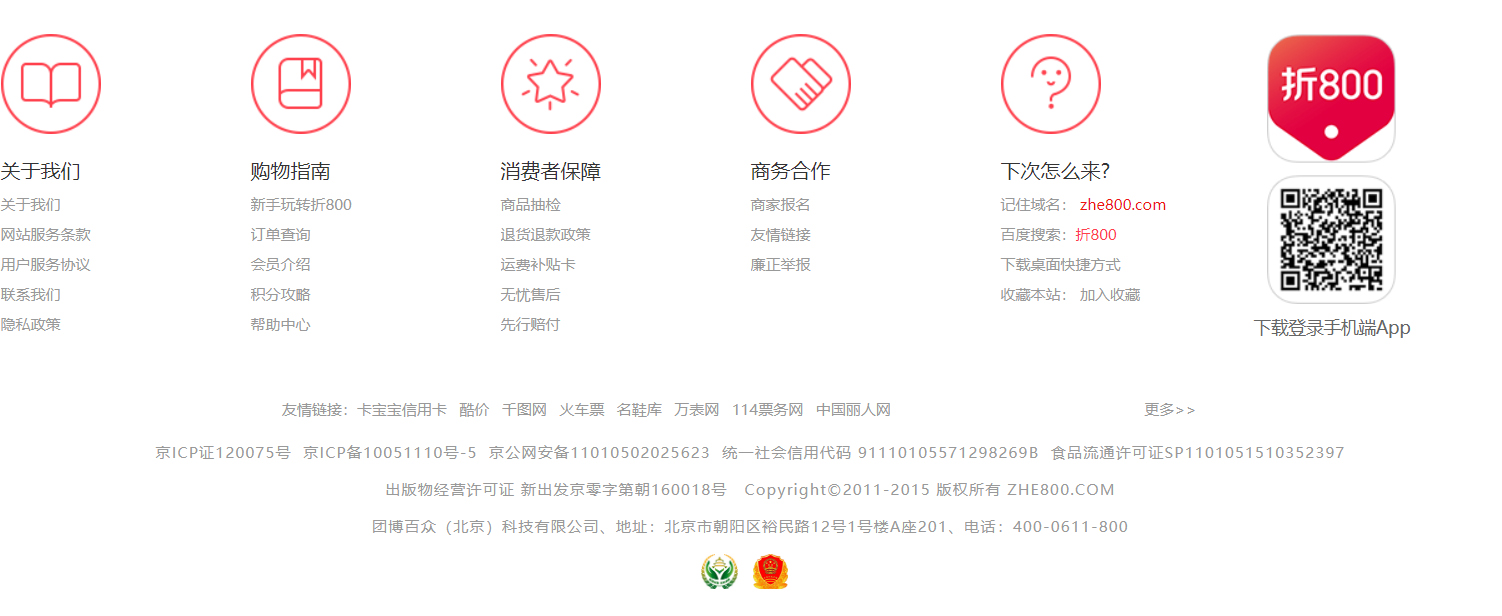 折800
关于我们
关于我们
网站服务条款
用户服务协议
联系我们
隐私政策
购物指南
新手玩转折800
订单查询
会员介绍
积分攻略
帮助中心
消费者保障
商品抽检
退货退款政策
运费补贴卡
无忧售后
先行赔付
商务合作
商家报名
友情链接
廉正举报
下次怎么来?
记住域名： zhe800.com
百度搜索：折800
下载桌面快捷方式
收藏本站： 加入收藏
下载登录手机端App
友情链接：卡宝宝信用卡 酷价 千图网 火车票 名鞋库 万表网 114票务网 中国丽人网 更多>>
京ICP证120075号 京ICP备10051110号-5 京公网安备11010502025623 统一社会信用代码 91110105571298269B 食品流通许可证SP1101051510352397
出版物经营许可证 新出发京零字第朝160018号 Copyright©2011-2015 版权所有 ZHE800.COM
团博百众（北京）科技有限公司、地址：北京市朝阳区裕民路12号1号楼A座201、电话：400-0611-800